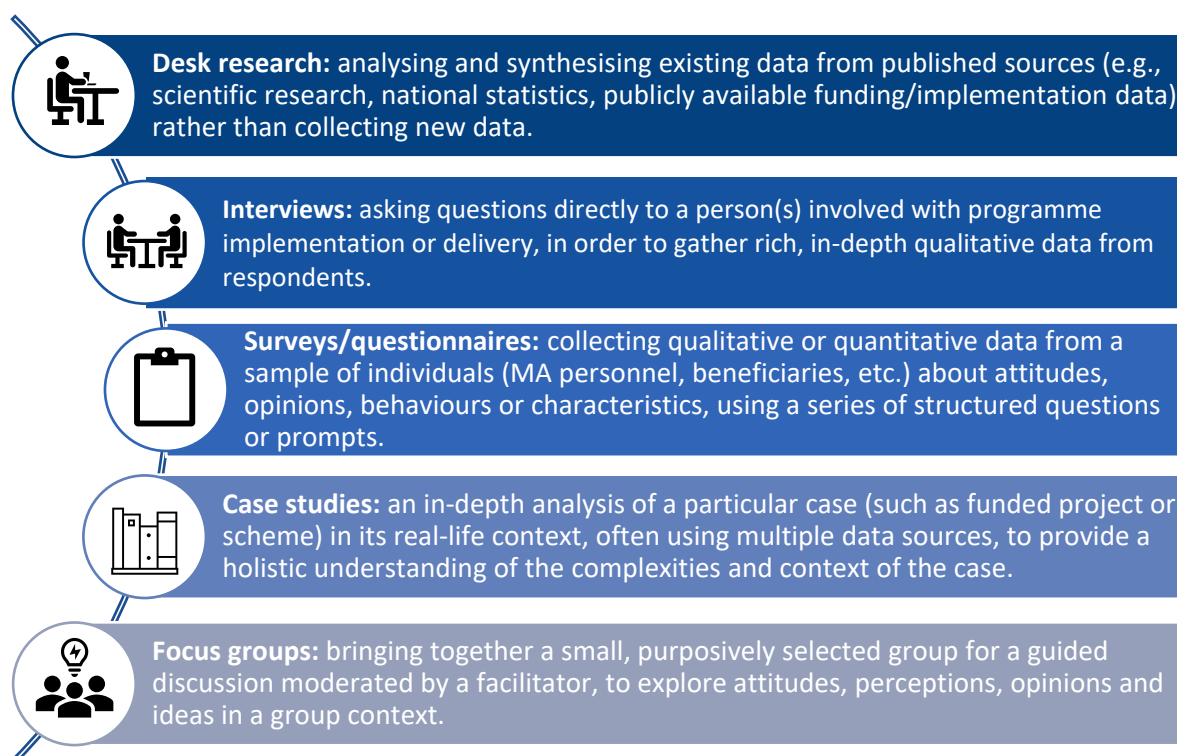 Desk research: analysing and synthesising existing data from published sources (e.g.,
scientific research, national statistics, publicly available funding/implementation data)
rather than collecting new data.
Interviews: asking questions directly to a person(s) involved with programme
implementation or delivery, in order to gather rich, in-depth qualitative data from
respondents.
Surveys/questionnaires: collecting qualitative or quantitative data from a
sample of individuals (MA personnel, beneficiaries, etc.) about attitudes,
opinions, behaviours or characteristics, using a series of structured questions
or prompts.
Case studies: an in-depth analysis of a particular case (such as funded project or
scheme) in its real-life context, often using multiple data sources, to provide a
holistic understanding of the complexities and context of the case.
Focus groups: bringing together a small, purposively selected group for a guided
discussion moderated by a facilitator, to explore attitudes, perceptions, opinions and
ideas in a group context.